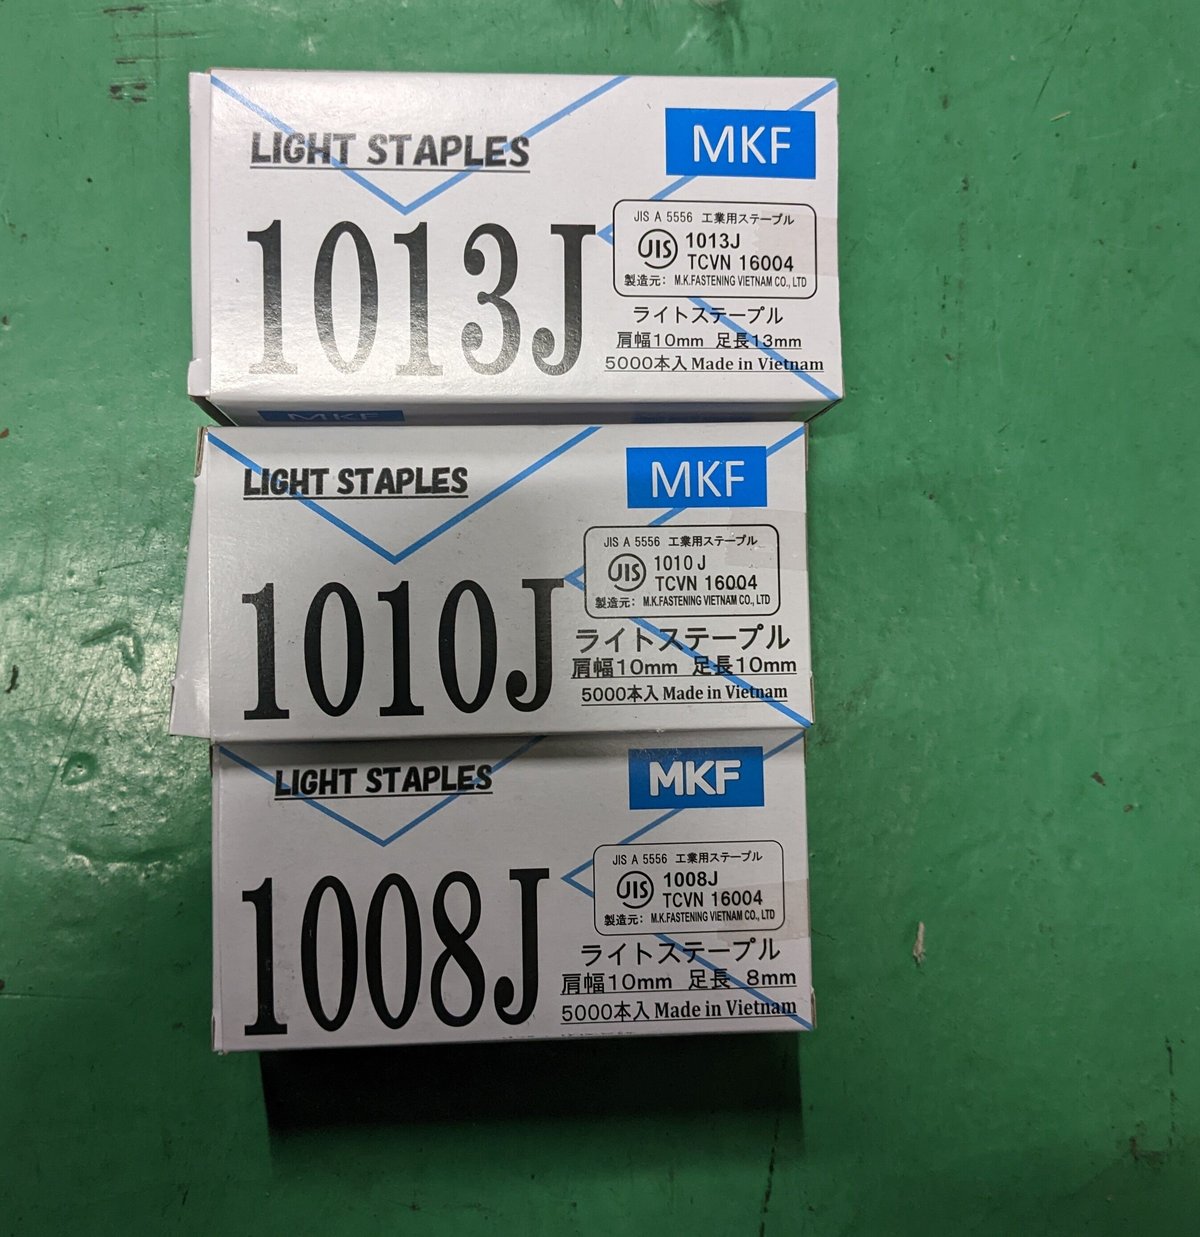 LIGHT STAPLES
MKF
1013J
JIS A 5556 工業用ステープル
JIS
1013J
TCVN 16004
製造元: M.K.FASTENING VIETNAM CO., LTD
ライトステープル
肩幅10mm 足長13mm
5000本入 Made in Vietnam
MKF
LIGHT STAPLES
MKF
1010J
JIS A 5556 工業用ステープル
JIS
1010 J
TCVN 16004
製造元: M.K.FASTENING VIETNAM CO., LTD
ライトステープル
肩幅10mm 足長10mm
5000本入 Made in Vietnam
LIGHT STAPLES
MKF
1008J
JIS A 5556 工業用ステープル
JIS
1008J
TCVN 16004
製造元: M.K.FASTENING VIETNAM CO., LTD
ライトステープル
肩幅10mm 足長 8mm
5000本入 Made in Vietnam